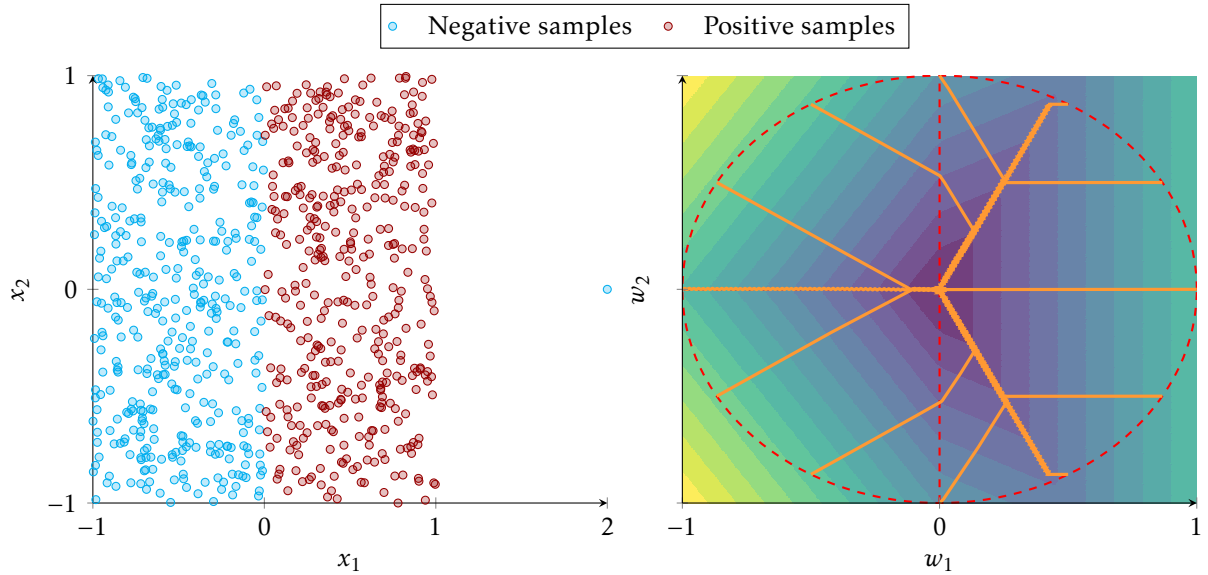 Negative samples Positive samples
1
0
−1
x2
−1 0 1 2
x1
w2
−1 0 1
w1